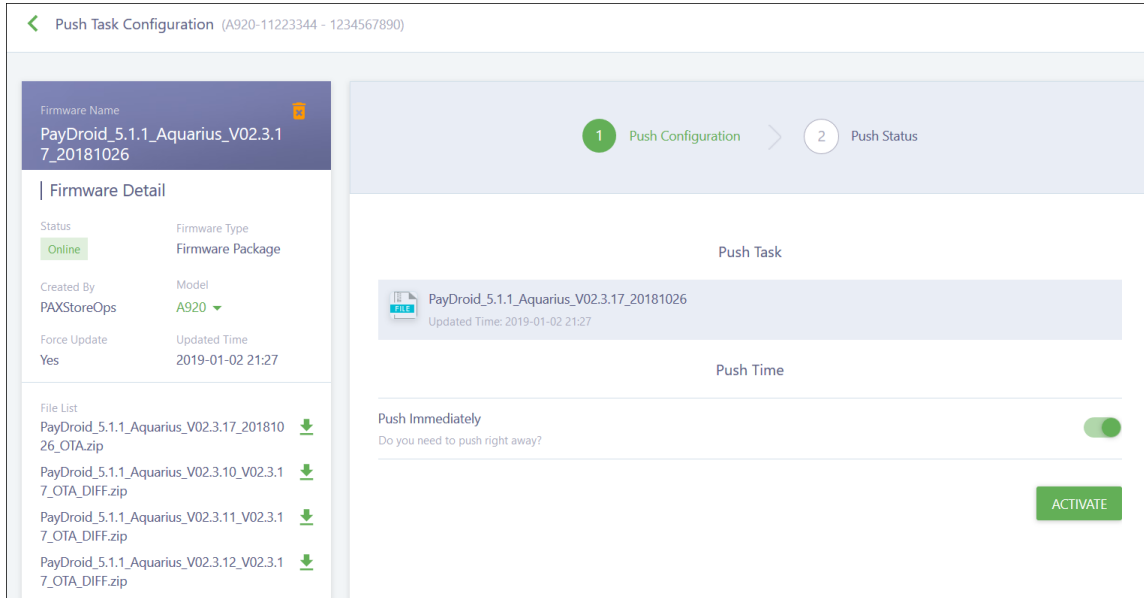 Push Task Configuration (A920-11223344 - 1234567890)
Firmware Name
PayDroid_5.1.1_Aquarius_V02.3.1
7_20181026
Firmware Detail
Status
Firmware Type
Online
Firmware Package
Created By
Model
PAXStoreOps
A920
Force Update
Updated Time
Yes
2019-01-02 21:27
File List
PayDroid_5.1.1_Aquarius_V02.3.17_201810
26_OTA.zip
PayDroid_5.1.1_Aquarius_V02.3.10_V02.3.1
7_OTA_DIFF.zip
PayDroid_5.1.1_Aquarius_V02.3.11_V02.3.1
7_OTA_DIFF.zip
PayDroid_5.1.1_Aquarius_V02.3.12_V02.3.1
7_OTA_DIFF.zip
1 Push Configuration
2 Push Status
Push Task
FILE
PayDroid_5.1.1_Aquarius_V02.3.17_20181026
Updated Time: 2019-01-02 21:27
Push Time
Push Immediately
Do you need to push right away?
ACTIVATE